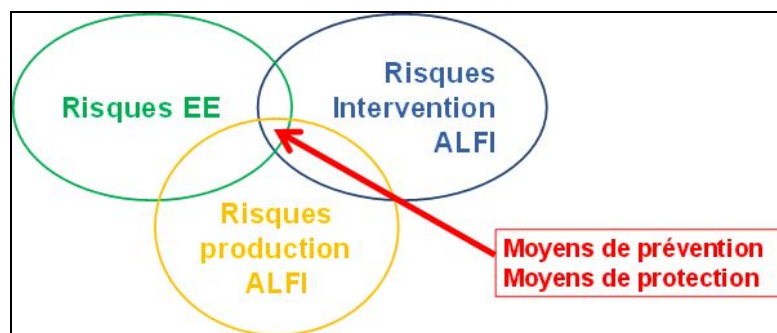 Risques EE
Risques
Intervention
ALFI
Risques
production
ALFI
Moyens de prévention
Moyens de protection